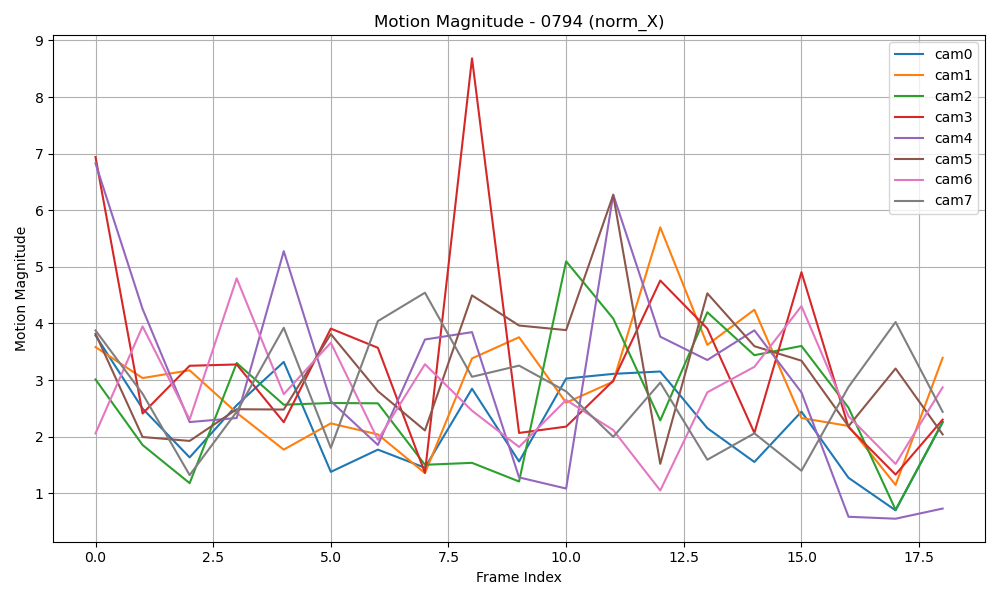 Motion Magnitude - 0794 (norm_X)
9
8
7
6
5
4
3
2
1
Motion Magnitude
0.0 2.5 5.0 7.5 10.0 12.5 15.0 17.5
Frame Index
cam0
cam1
cam2
cam3
cam4
cam5
cam6
cam7